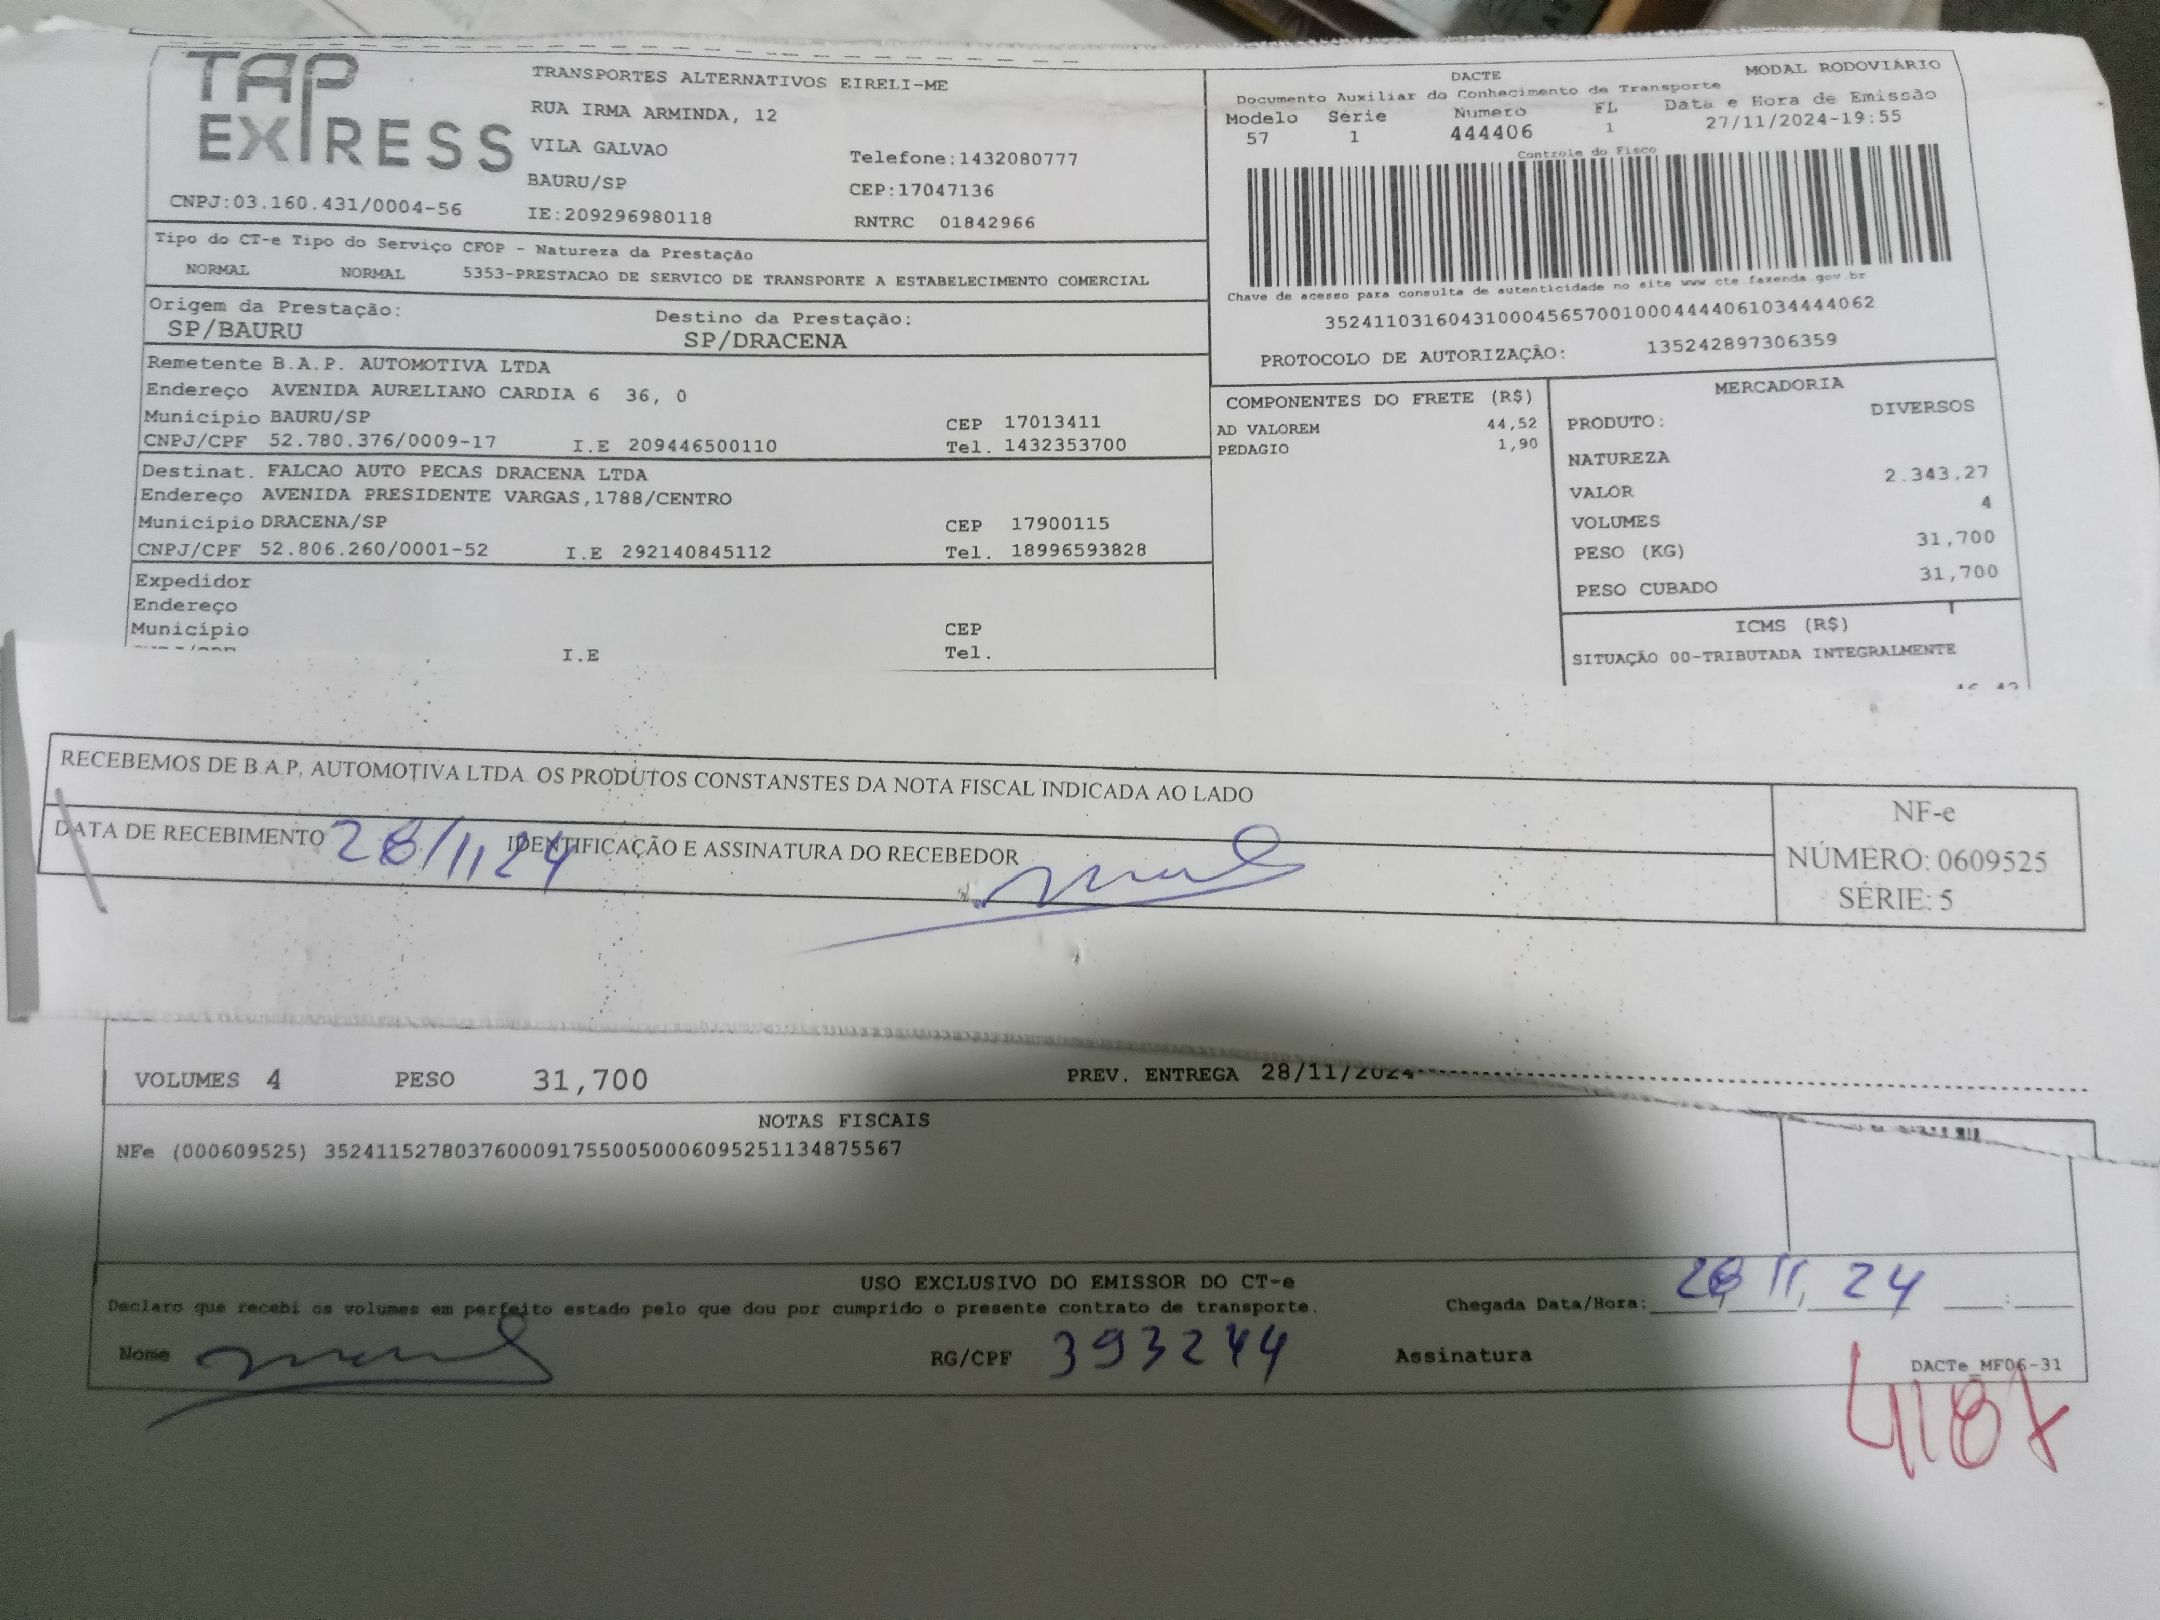 TAP EXPRESS
TRANSPORTES ALTERNATIVOS EIRELI-ME
RUA IRMA ARMINDA, 12
VILA GALVAO
Telefone:1432080777
BAURU/SP
CEP:17047136
CNPJ:03.160.431/0004-56
IE:209296980118
RNTRC 01842966
DACTE
MODAL RODOVIÁRIO
Documento Auxiliar do Conhecimento de Transporte
Modelo Série Número FL Data e Hora de Emissão
57 1 444406 1 27/11/2024-19:55
Controle do Fisco
Chave de acesso para consulta de autenticidade no site www.cte.fazenda.gov.br
35241103160431000456570010004444061034444062
PROTOCOLO DE AUTORIZAÇÃO: 135242897306359
Tipo do CT-e Tipo do Serviço CFOP - Natureza da Prestação
NORMAL NORMAL 5353-PRESTACAO DE SERVICO DE TRANSPORTE A ESTABELECIMENTO COMERCIAL
Origem da Prestação: Destino da Prestação:
SP/BAURU SP/DRACENA
Remetente B.A.P. AUTOMOTIVA LTDA
Endereço AVENIDA AURELIANO CARDIA 6 36, 0
Município BAURU/SP CEP 17013411
CNPJ/CPF 52.780.376/0009-17 I.E 209446500110 Tel. 1432353700
Destinat. FALCAO AUTO PECAS DRACENA LTDA
Endereço AVENIDA PRESIDENTE VARGAS,1788/CENTRO
Município DRACENA/SP CEP 17900115
CNPJ/CPF 52.806.260/0001-52 I.E 292140845112 Tel. 18996593828
Expedidor
Endereço
Município CEP
I.E Tel.
COMPONENTES DO FRETE (R$)
AD VALOREM 44,52
PEDAGIO 1,90
MERCADORIA
PRODUTO: DIVERSOS
NATUREZA
VALOR 2.343,27
VOLUMES 4
PESO (KG) 31,700
PESO CUBADO 31,700
ICMS (R$)
SITUAÇÃO 00-TRIBUTADA INTEGRALMENTE
RECEBEMOS DE B.A.P. AUTOMOTIVA LTDA OS PRODUTOS CONSTANSTES DA NOTA FISCAL INDICADA AO LADO
DATA DE RECEBIMENTO 28/11/24 IDENTIFICAÇÃO E ASSINATURA DO RECEBEDOR
NF-e
NÚMERO: 0609525
SÉRIE: 5
VOLUMES 4 PESO 31,700 PREV. ENTREGA 28/11/2024
NOTAS FISCAIS
NFe (000609525) 35241152780376000917550050006095251134875567
USO EXCLUSIVO DO EMISSOR DO CT-e
Declaro que recebi os volumes em perfeito estado pelo que dou por cumprido o presente contrato de transporte. Chegada Data/Hora: 28 11, 24
Nome RG/CPF 393244 Assinatura
DACTe_MF06-31
4187